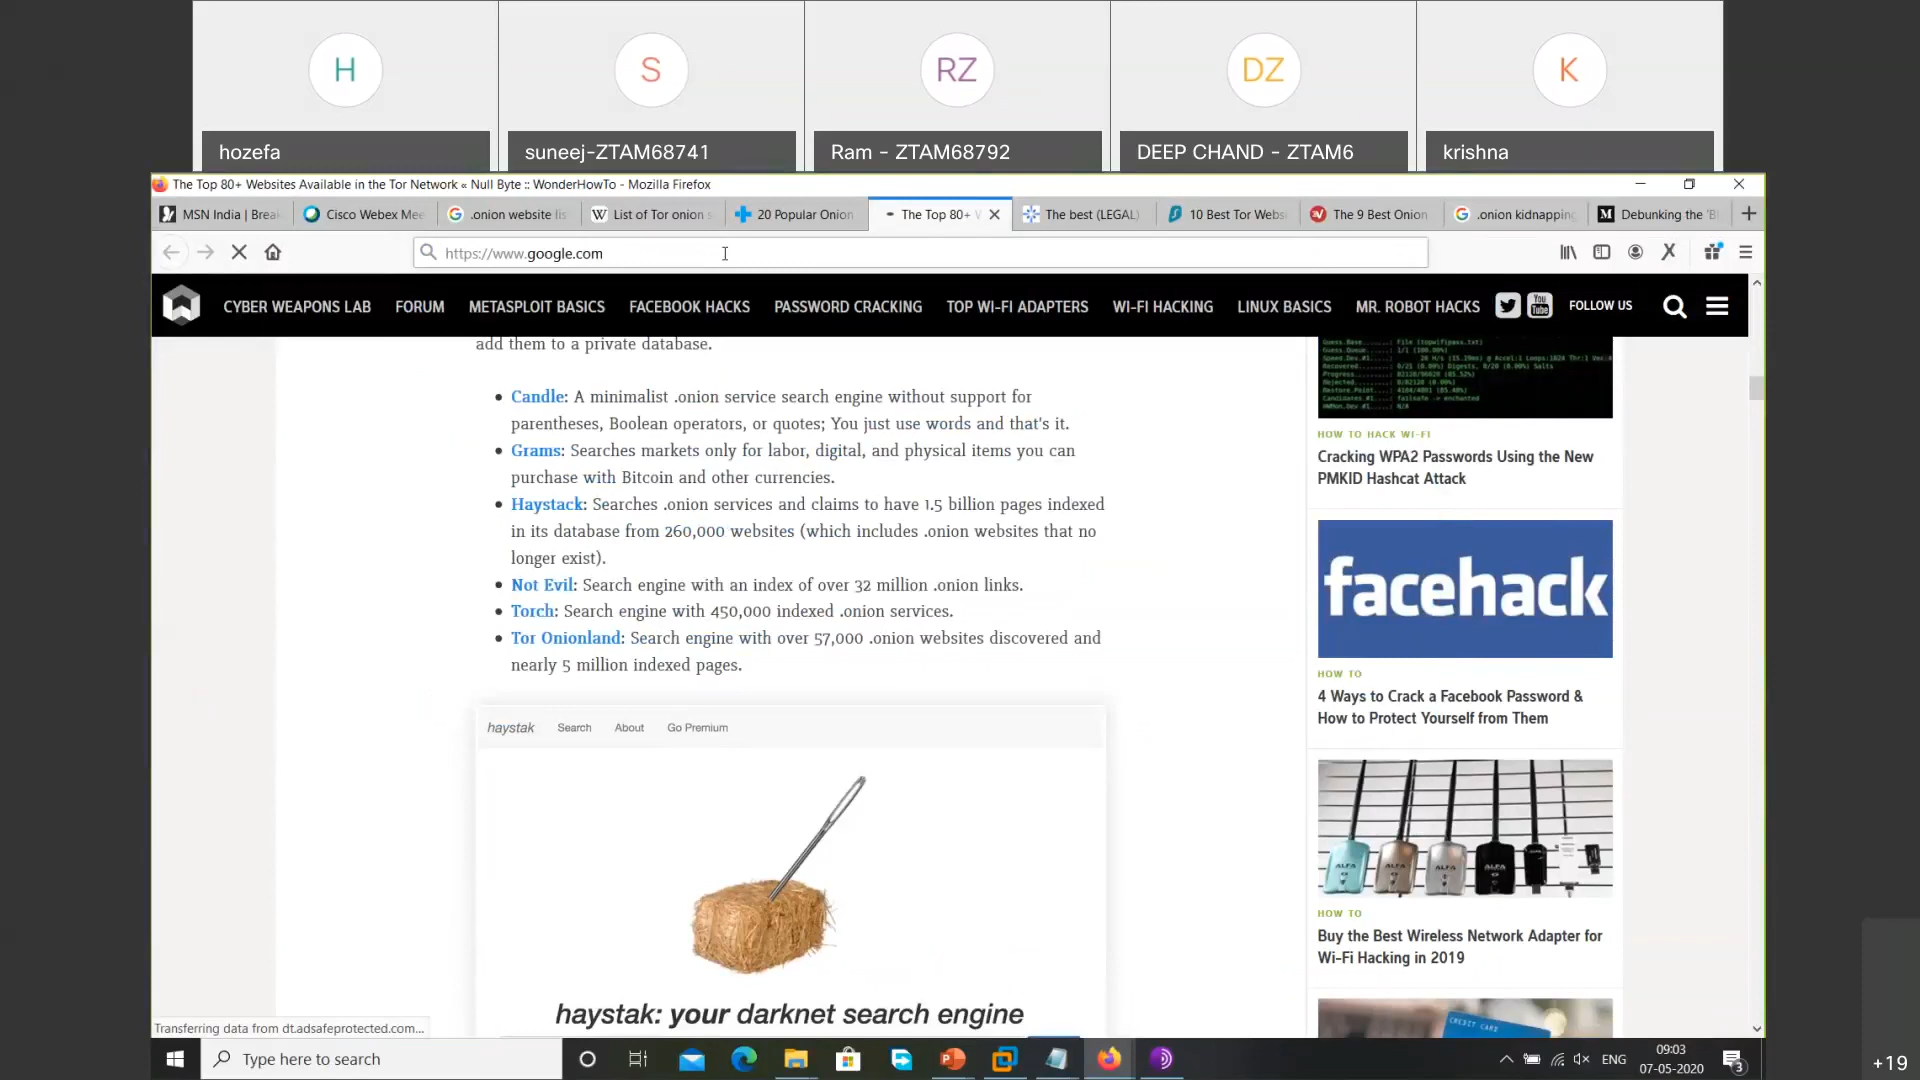 H
S
RZ
DZ
K
hozefa
suneej-ZTAM68741
Ram - ZTAM68792
DEEP CHAND - ZTAM6
krishna
The Top 80+ Websites Available in the Tor Network « Null Byte :: WonderHowTo - Mozilla Firefox
MSN India | Brea
Cisco Webex Mee
.onion website lis
List of Tor onion s
20 Popular Onion
The Top 80+ W
The best (LEGAL)
10 Best Tor Webs
The 9 Best Onion
.onion kidnapping
Debunking the 'B
https://www.google.com
CYBER WEAPONS LAB
FORUM
METASPLOIT BASICS
FACEBOOK HACKS
PASSWORD CRACKING
TOP WI-FI ADAPTERS
WI-FI HACKING
LINUX BASICS
MR. ROBOT HACKS
You Tube
FOLLOW US
add them to a private database.
Candle: A minimalist .onion service search engine without support for
parentheses, Boolean operators, or quotes; You just use words and that's it.
Grams: Searches markets only for labor, digital, and physical items you can
purchase with Bitcoin and other currencies.
Haystack: Searches .onion services and claims to have 1.5 billion pages indexed
in its database from 260,000 websites (which includes .onion websites that no
longer exist).
Not Evil: Search engine with an index of over 32 million .onion links.
Torch: Search engine with 450,000 indexed .onion services.
Tor Onionland: Search engine with over 57,000 .onion websites discovered and
nearly 5 million indexed pages.
haystak
Search
About
Go Premium
haystak: your darknet search engine
HOW TO HACK WI-FI
Cracking WPA2 Passwords Using the New
PMKID Hashcat Attack
facehack
HOW TO
4 Ways to Crack a Facebook Password &
How to Protect Yourself from Them
ALFA
ALFA
ALFA
ALFA
HOW TO
Buy the Best Wireless Network Adapter for
Wi-Fi Hacking in 2019
CREDIT CARD
Transferring data from dt.adsafeprotected.com...
Type here to search
ENG
09:03
07-05-2020
3
+19